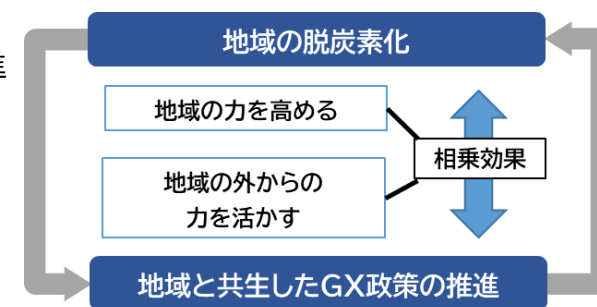 地域の脱炭素化
地域の力を高める
相乗効果
地域の外からの
力を活かす
地域と共生したGX政策の推進